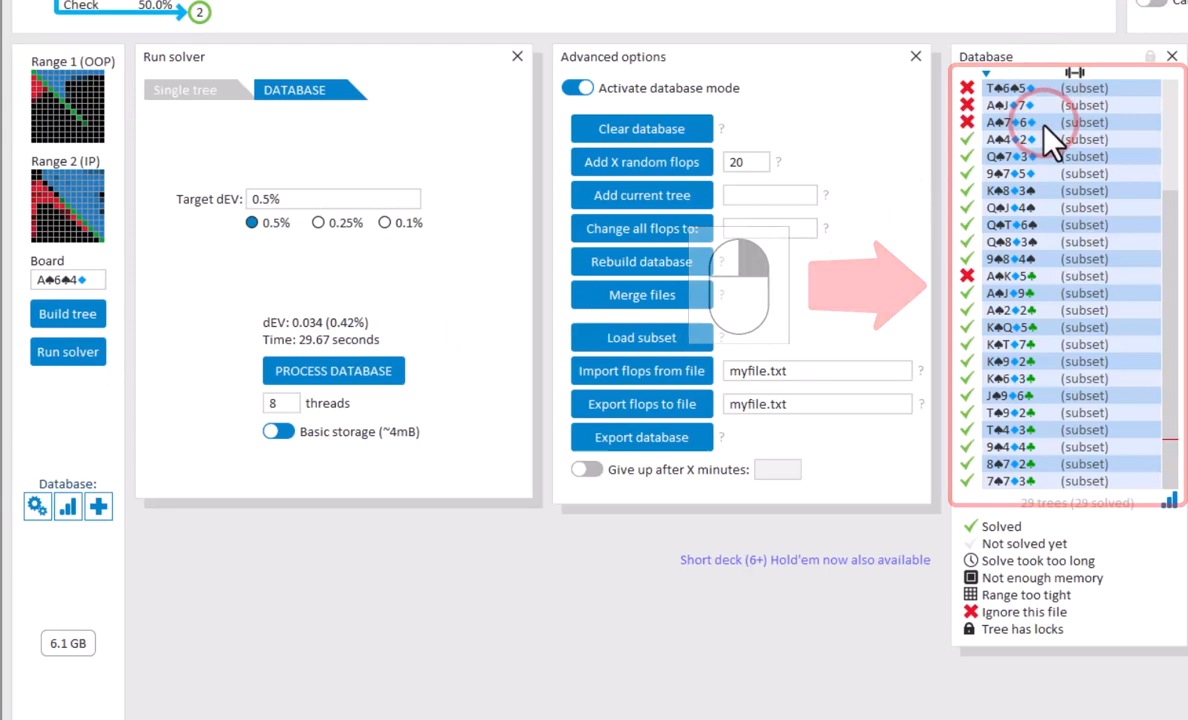 Check 50.0% 2
Ca
Range 1 (OOP)
Range 2 (IP)
Board
A♠6♠4♦
Build tree
Run solver
Database:
6.1 GB
Run solver
Single tree DATABASE
Target dEV: 0.5%
0.5% 0.25% 0.1%
dEV: 0.034 (0.42%)
Time: 29.67 seconds
PROCESS DATABASE
8 threads
Basic storage (~4mB)
Advanced options
Activate database mode
Clear database ?
Add X random flops 20 ?
Add current tree ?
Change all flops to: ?
Rebuild database ?
Merge files ?
Load subset ?
Import flops from file myfile.txt ?
Export flops to file myfile.txt ?
Export database ?
Give up after X minutes:
Short deck (6+) Hold'em now also available
Database
T♠6♠5♦ (subset)
A♠J♦7♦ (subset)
A♠7♦6♦ (subset)
A♠4♦2♦ (subset)
Q♠7♦3♦ (subset)
9♠7♦5♦ (subset)
K♠8♦3♠ (subset)
Q♠J♦4♠ (subset)
Q♠T♦6♠ (subset)
Q♠8♦3♠ (subset)
9♠8♦4♠ (subset)
A♠K♦5♣ (subset)
A♠J♦9♣ (subset)
A♠2♦2♣ (subset)
K♠Q♦5♣ (subset)
K♠T♦7♣ (subset)
K♠9♦2♣ (subset)
K♠6♦3♣ (subset)
J♠9♦6♣ (subset)
T♠9♦2♣ (subset)
T♠4♦3♣ (subset)
9♠4♦4♣ (subset)
8♠7♦2♣ (subset)
7♠7♦3♣ (subset)
29 trees (29 solved)
Solved
Not solved yet
Solve took too long
Not enough memory
Range too tight
Ignore this file
Tree has locks